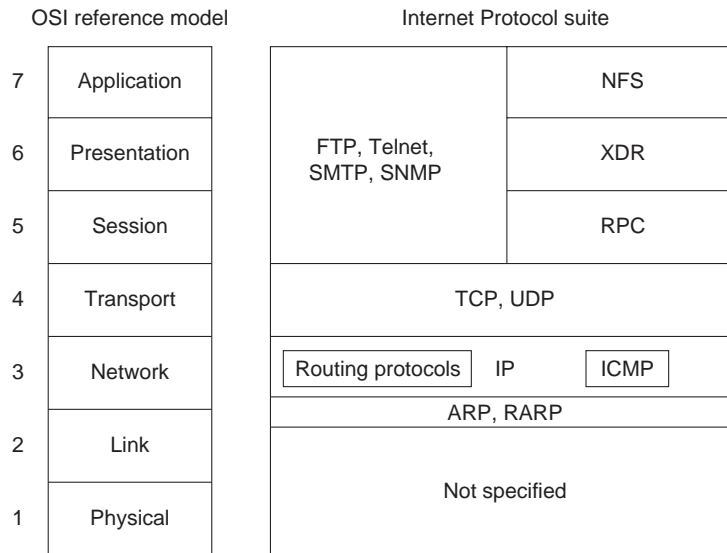 OSI reference model
Internet Protocol suite
7
Application
NFS
6
Presentation
FTP, Telnet,
SMTP, SNMP
XDR
5
Session
RPC
4
Transport
TCP, UDP
3
Network
Routing protocols
IP
ICMP
ARP, RARP
2
Link
Not specified
1
Physical